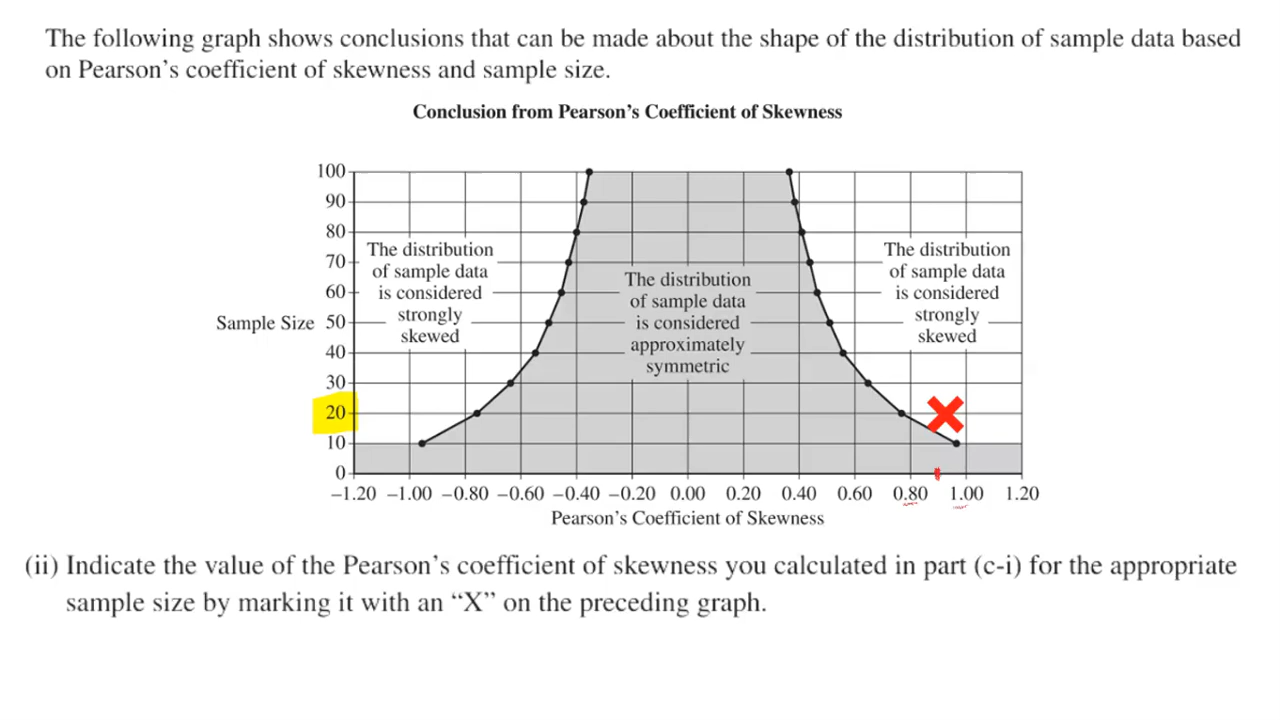 The following graph shows conclusions that can be made about the shape of the distribution of sample data based
on Pearson's coefficient of skewness and sample size.
Conclusion from Pearson's Coefficient of Skewness
100
90
80
70
60
Sample Size 50
40
30
20
10
0
The distribution
of sample data
is considered
strongly
skewed
The distribution
of sample data
is considered
approximately
symmetric
The distribution
of sample data
is considered
strongly
skewed
−1.20 −1.00 −0.80 −0.60 −0.40 −0.20 0.00 0.20 0.40 0.60 0.80 1.00 1.20
Pearson's Coefficient of Skewness
(ii) Indicate the value of the Pearson's coefficient of skewness you calculated in part (c-i) for the appropriate
sample size by marking it with an “X” on the preceding graph.